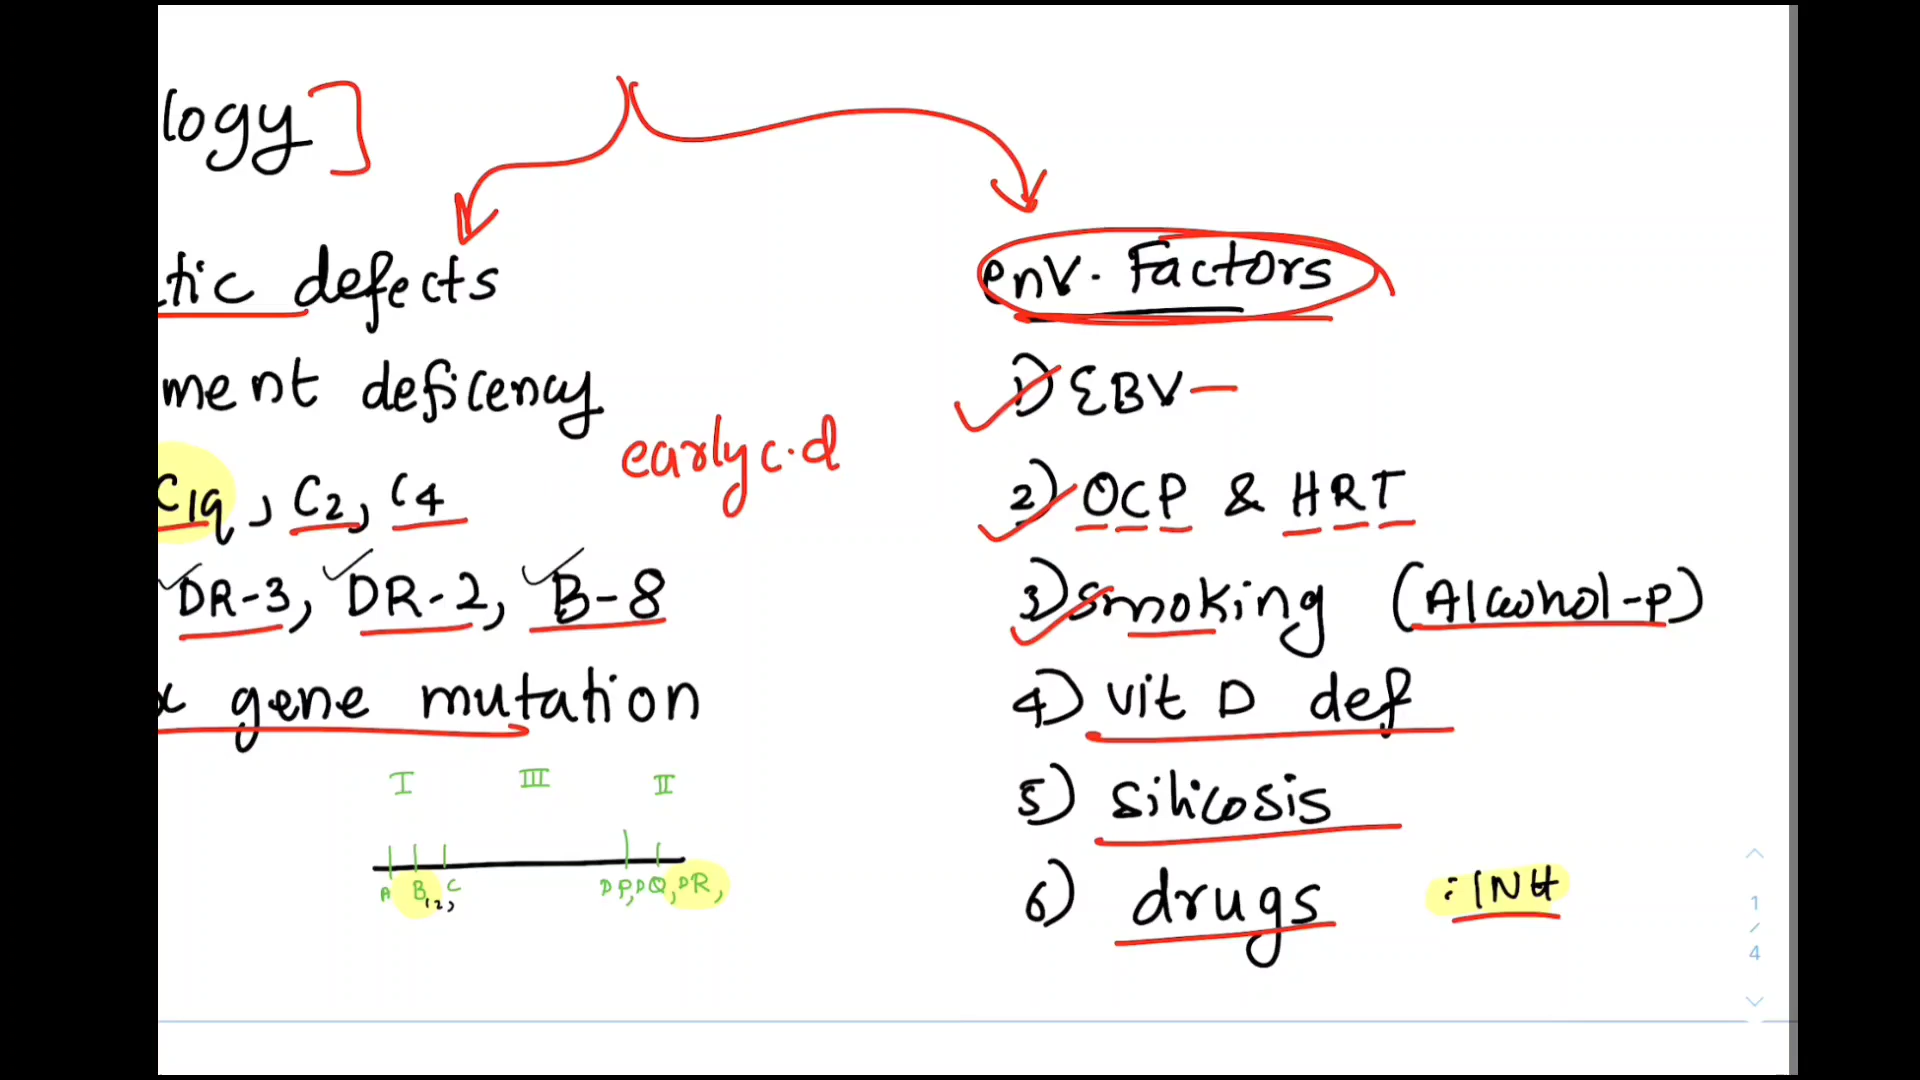 logy]
tic defects
ment deficency
early c.d
C1q, C2, C4
DR-3, DR-2, B-8
gene mutation
I III II
A B, C DP, DQ, DR,
env. Factors
1) EBV —
2) OCP & HRT
3) smoking (Alcohol-P)
4) vit D def
5) silicosis
6) drugs : INH
1
/
4